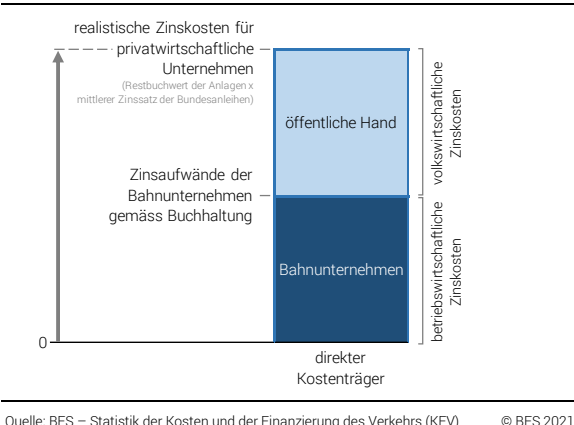 realistische Zinskosten für
privatwirtschaftliche
Unternehmen
(Restbuchwert der Anlagen x
mittlerer Zinssatz der Bundesanleihen)
öffentliche Hand
volkswirtschaftliche
Zinskosten
Zinsaufwände der
Bahnunternehmen
gemäss Buchhaltung
Bahnunternehmen
betriebswirtschaftliche
Zinskosten
0
direkter
Kostenträger
Quelle: BFS – Statistik der Kosten und der Finanzierung des Verkehrs (KFV) © BFS 2021